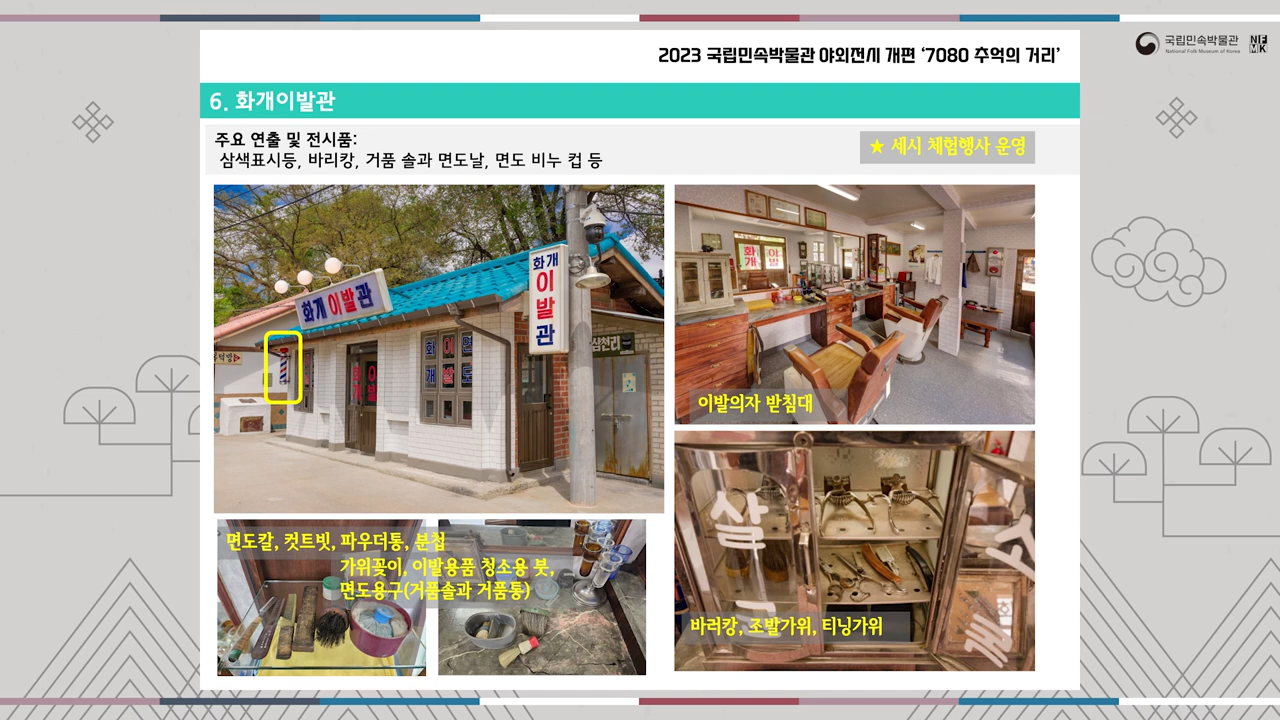 국립민속박물관
National Folk Museum of Korea
NF
MK
2023 국립민속박물관 야외전시 개편 ‘7080 추억의 거리’
6. 화개이발관
주요 연출 및 전시품:
삼색표시등, 바리캉, 거품 솔과 면도날, 면도 비누 컵 등
★ 세시 체험행사 운영
화개이발관
화개
이
발
관
화 이 면
개 발 도
삼천리
이발의자 받침대
면도칼, 컷트빗, 파우더통, 분첩
가위꽂이, 이발용품 청소용 붓,
면도용구(거품솔과 거품통)
살
소
바러캉, 조발가위, 티닝가위